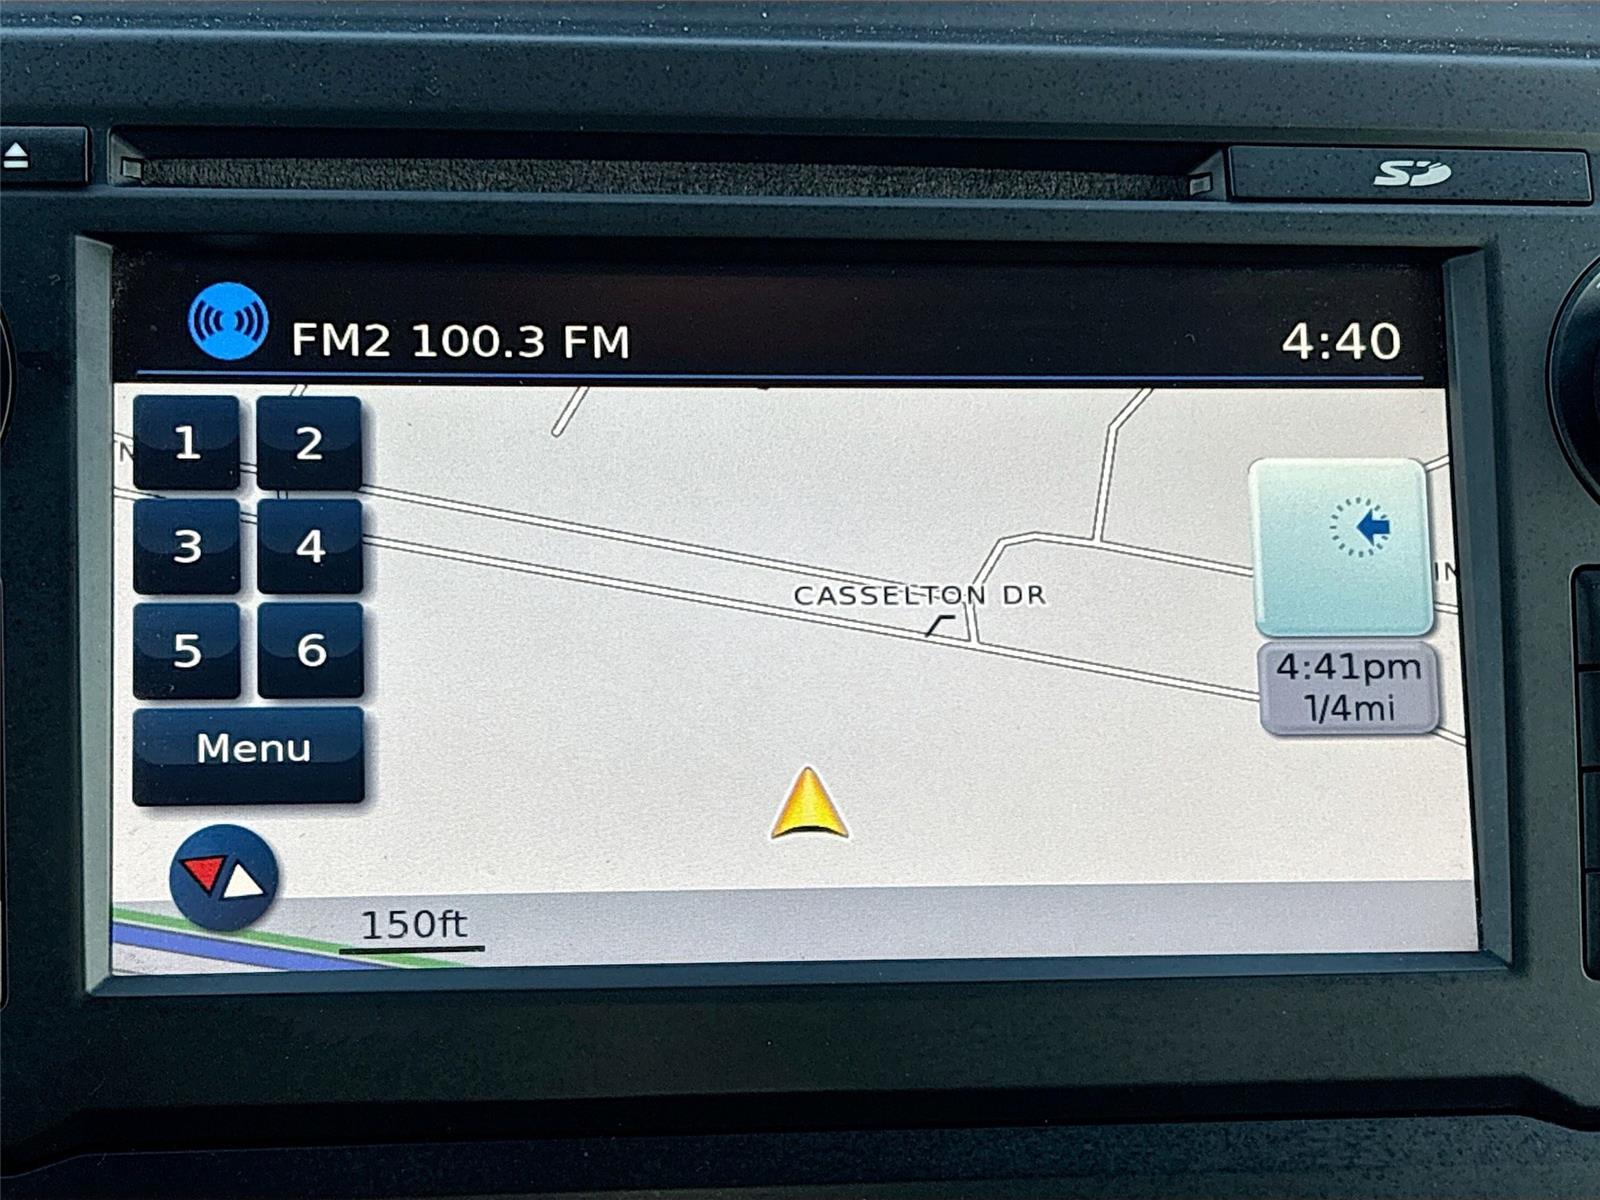 SD
FM2 100.3 FM
4:40
1
2
N
3
4
CASSELTON DR
IN
5
6
4:41pm
1/4mi
Menu
150ft